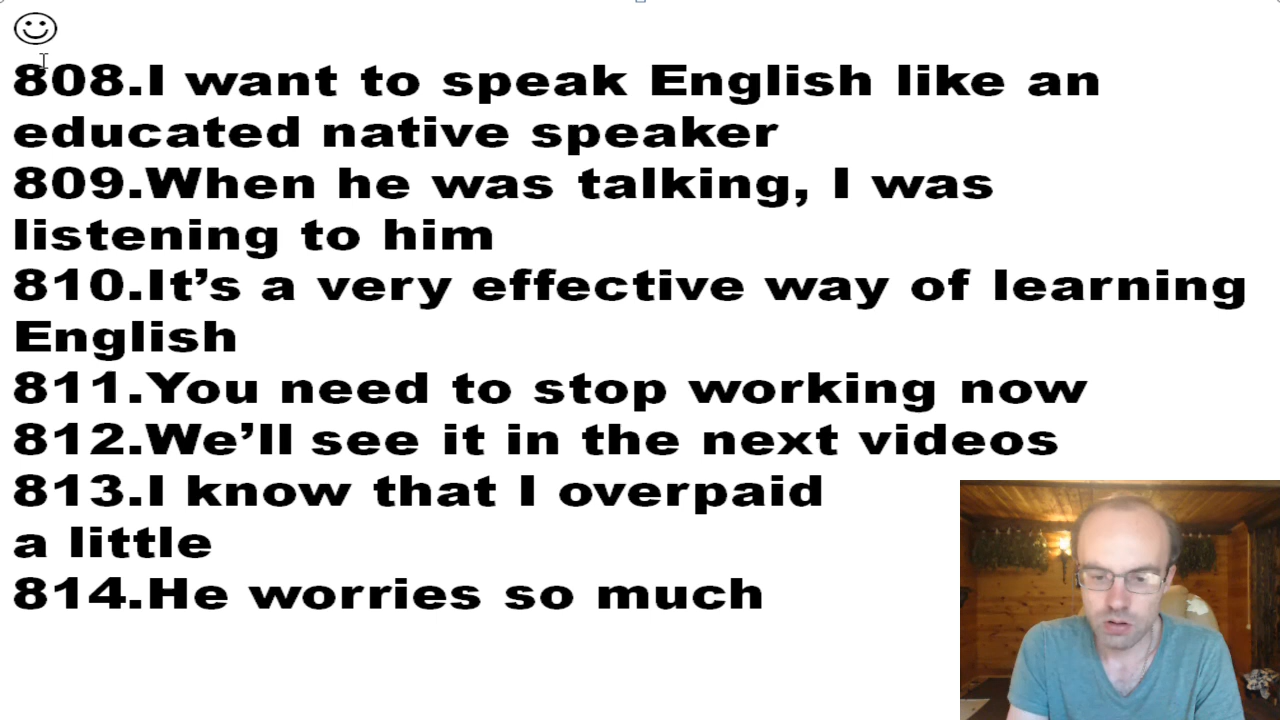 808.I want to speak English like an
educated native speaker
809.When he was talking, I was
listening to him
810.It’s a very effective way of learning
English
811.You need to stop working now
812.We’ll see it in the next videos
813.I know that I overpaid
a little
814.He worries so much